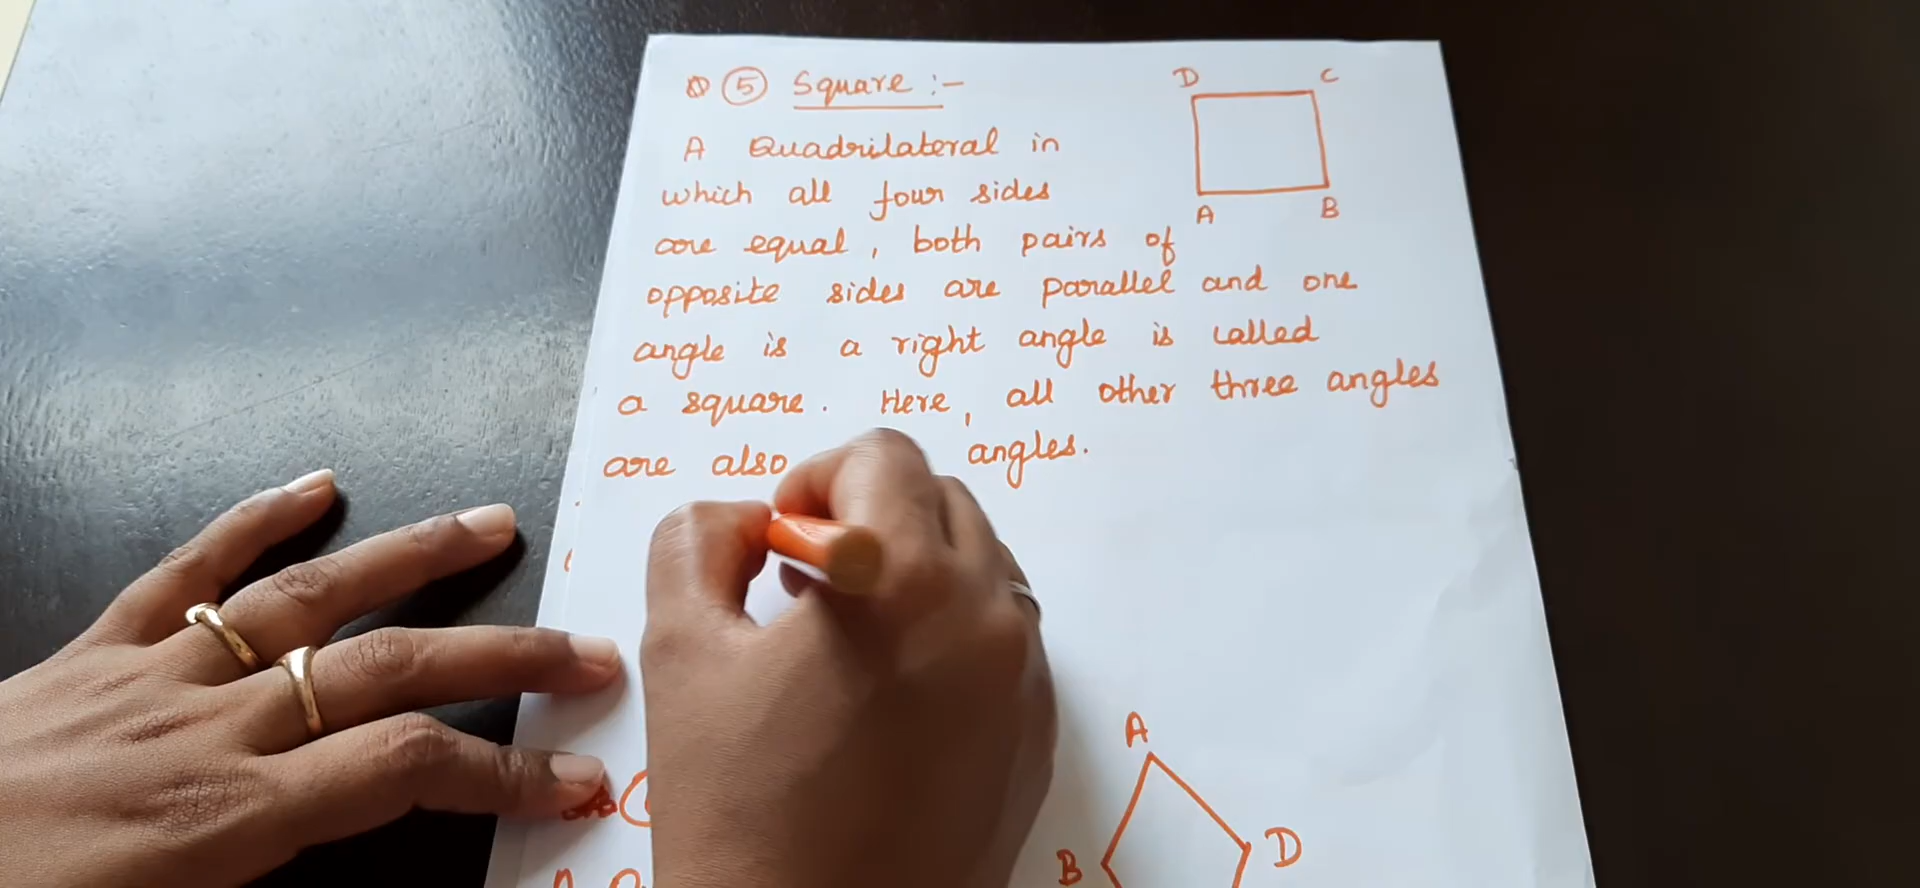 5 Square :-
D C
A Quadrilateral in
which all four sides
A B
are equal, both pairs of
opposite sides are parallel and one
angle is a right angle is called
a square. Here, all other three angles
are also angles.
A
B D